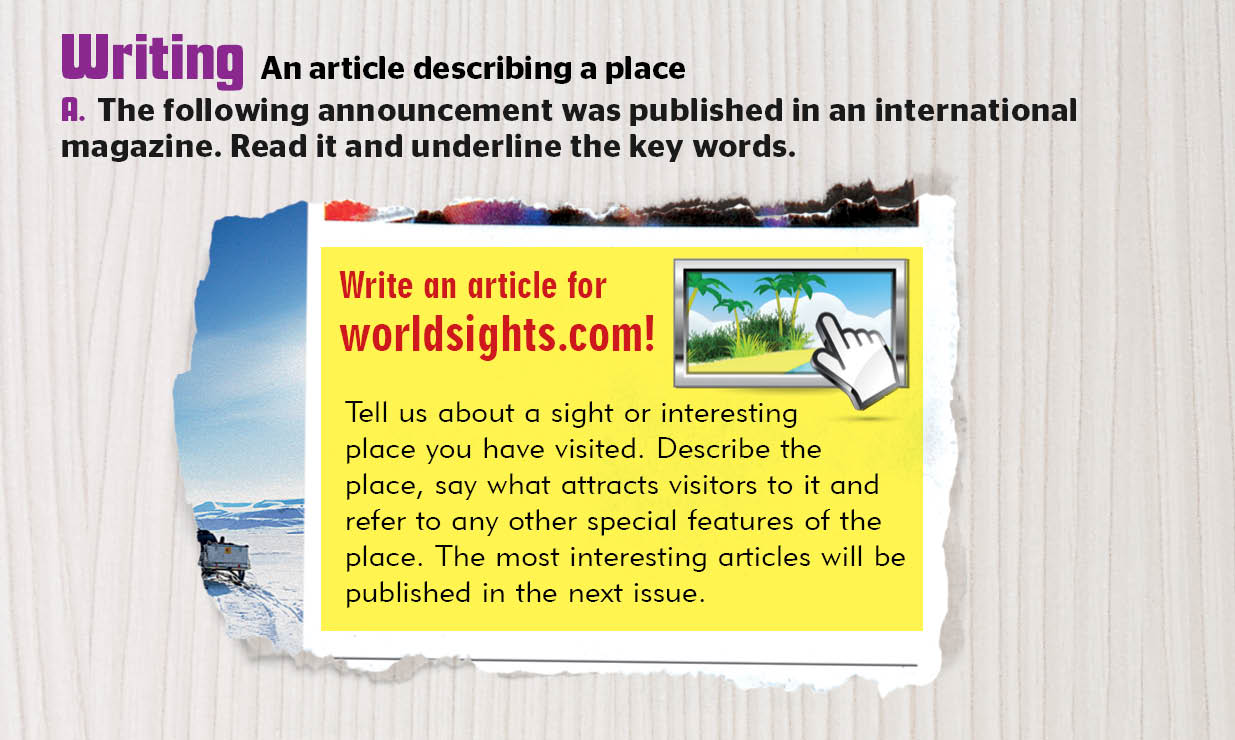 Writing An article describing a place
A. The following announcement was published in an international
magazine. Read it and underline the key words.
Write an article for
worldsights.com!
Tell us about a sight or interesting
place you have visited. Describe the
place, say what attracts visitors to it and
refer to any other special features of the
place. The most interesting articles will be
published in the next issue.